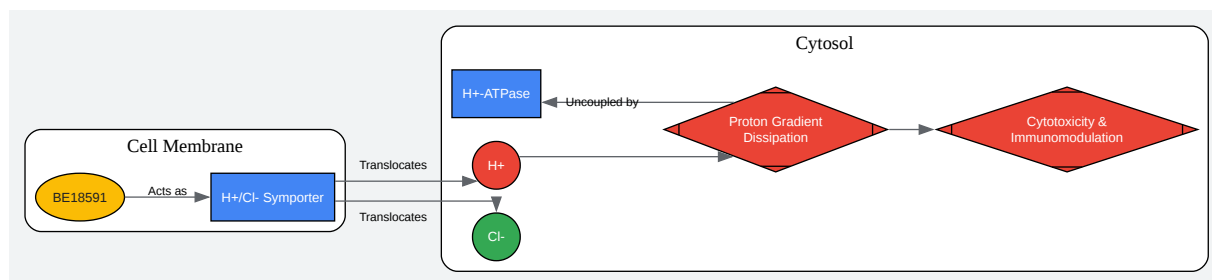 Cell Membrane
BE18591
Acts as
H+/Cl- Symporter
Translocates
Translocates
Cytosol
H+-ATPase
Uncoupled by
H+
Cl-
Proton Gradient
Dissipation
Cytotoxicity &
Immunomodulation